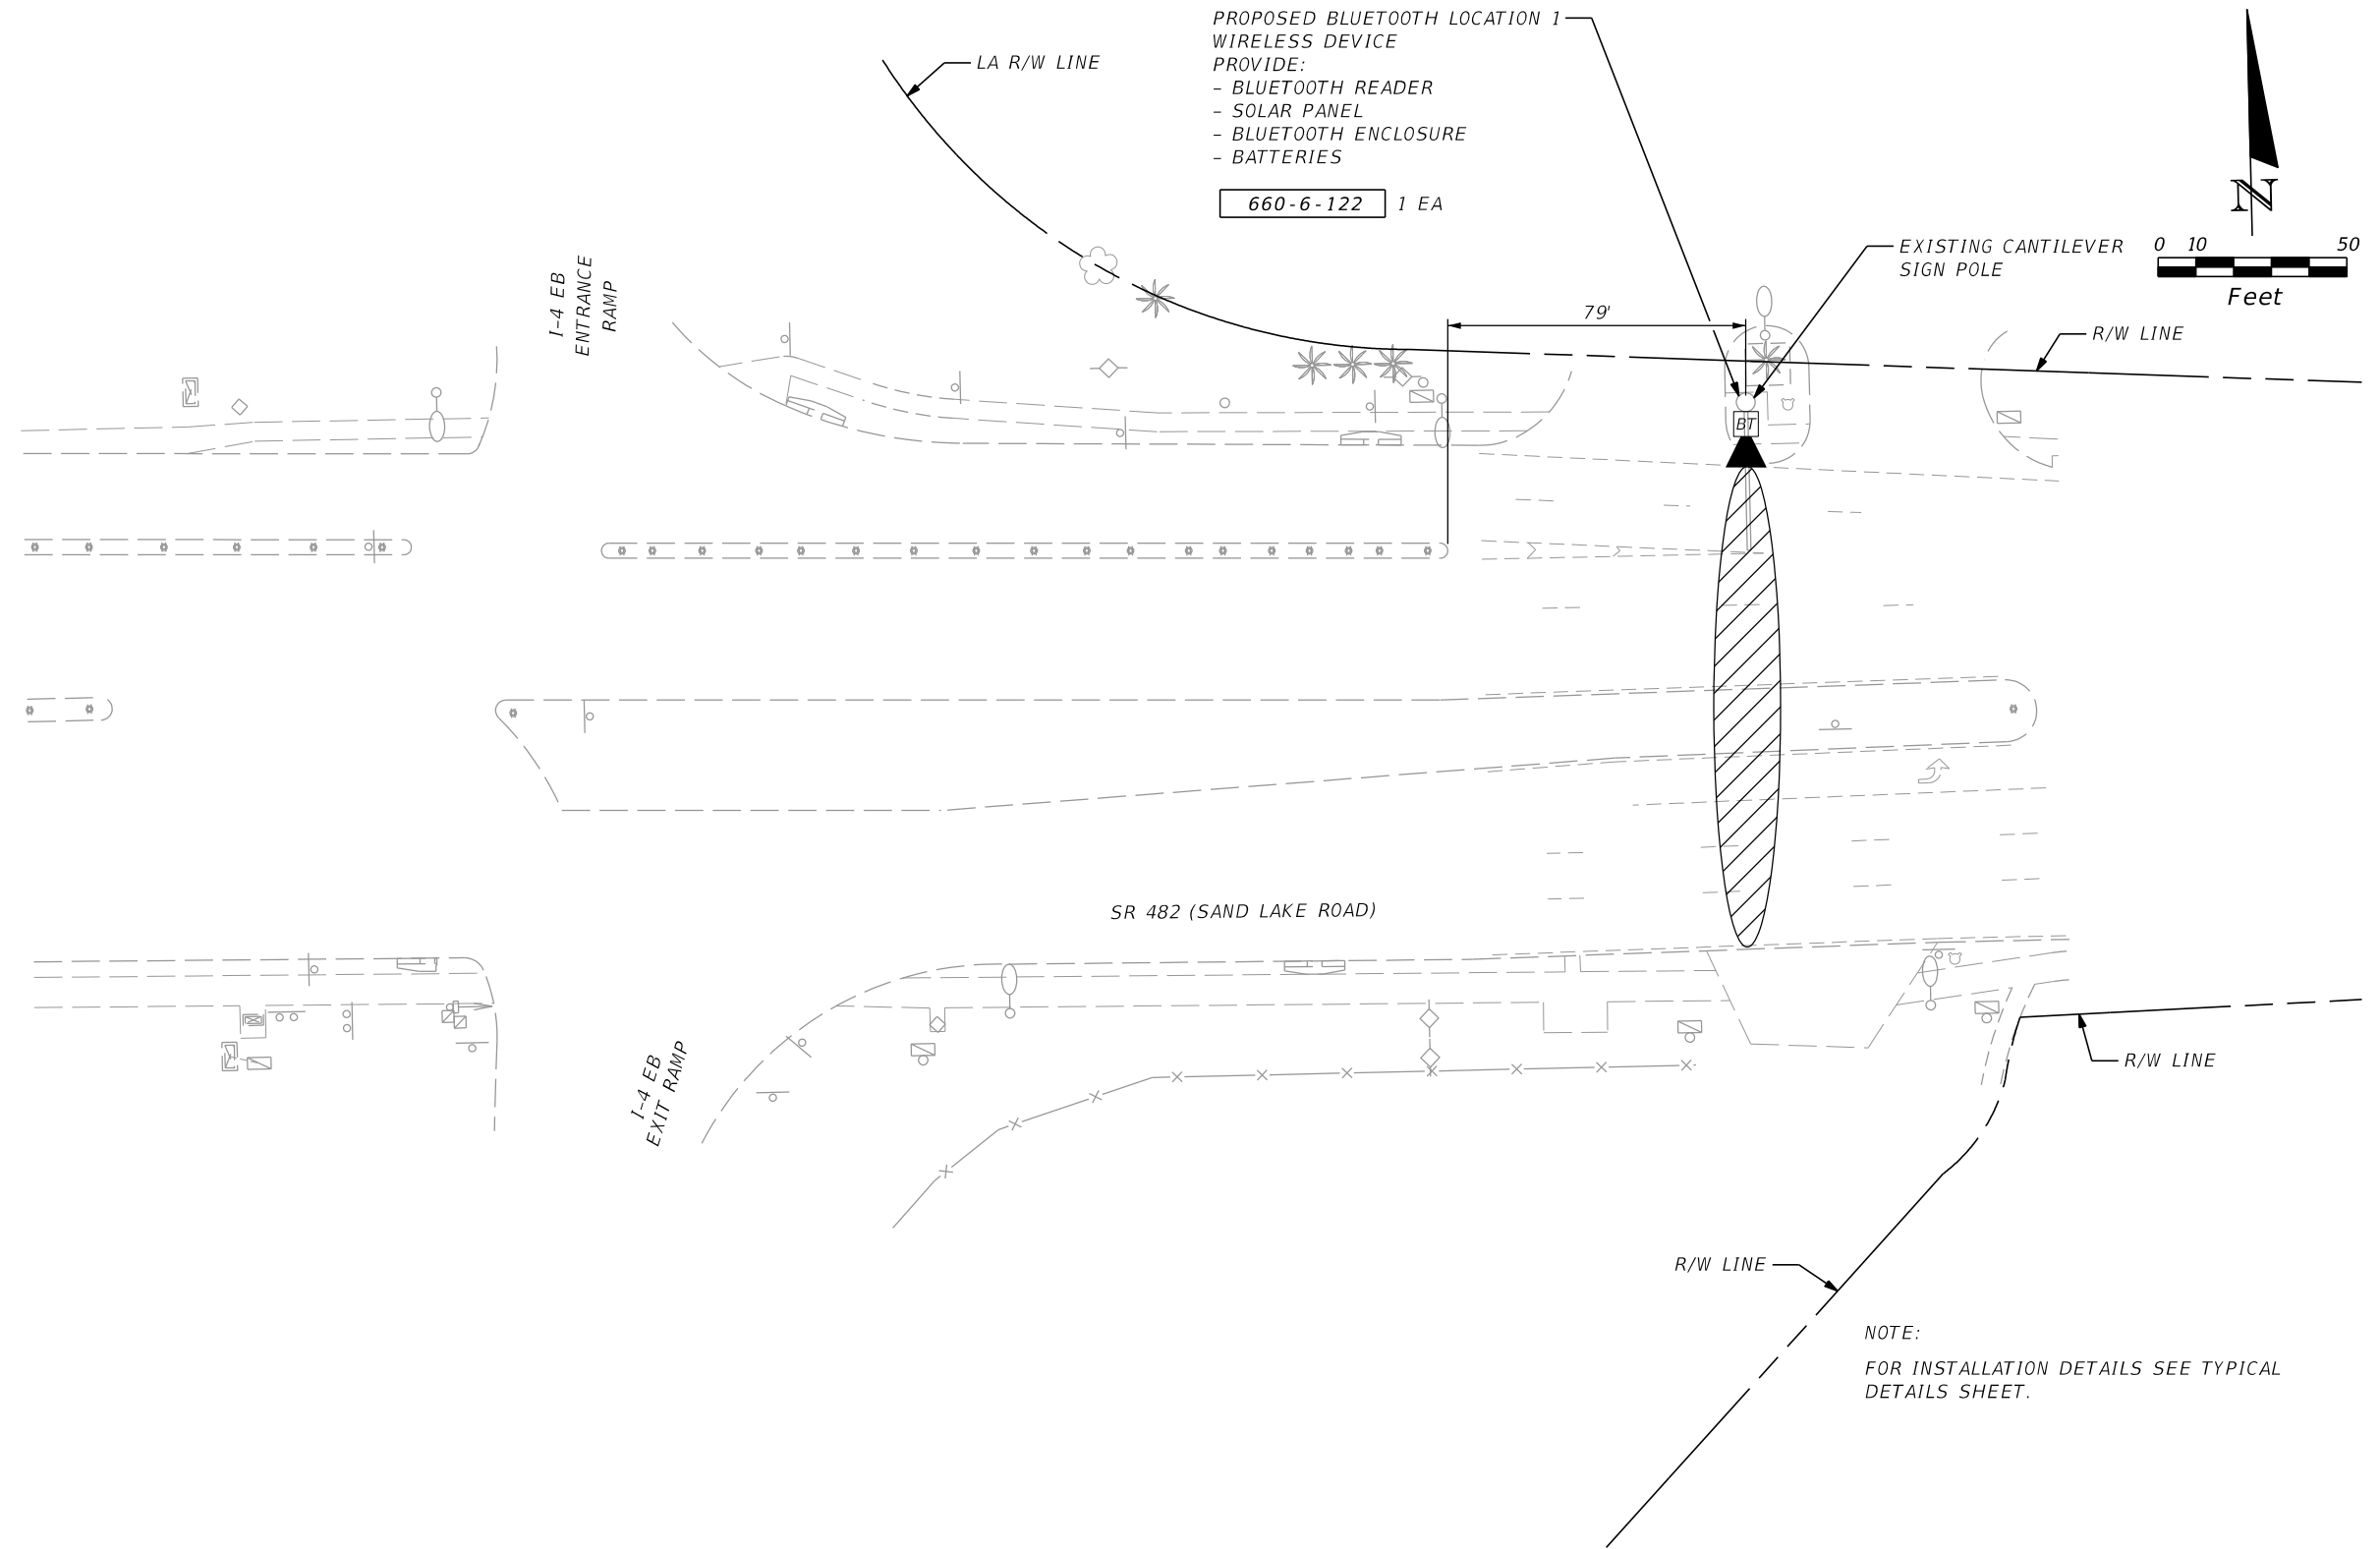 PROPOSED BLUETOOTH LOCATION 1
WIRELESS DEVICE
PROVIDE:
- BLUETOOTH READER
- SOLAR PANEL
- BLUETOOTH ENCLOSURE
- BATTERIES
660-6-122 1 EA
LA R/W LINE
N
0 10 50
Feet
EXISTING CANTILEVER
SIGN POLE
R/W LINE
79'
I-4 EB
ENTRANCE
RAMP
BT
SR 482 (SAND LAKE ROAD)
I-4 EB
EXIT RAMP
R/W LINE
R/W LINE
NOTE:
FOR INSTALLATION DETAILS SEE TYPICAL
DETAILS SHEET.